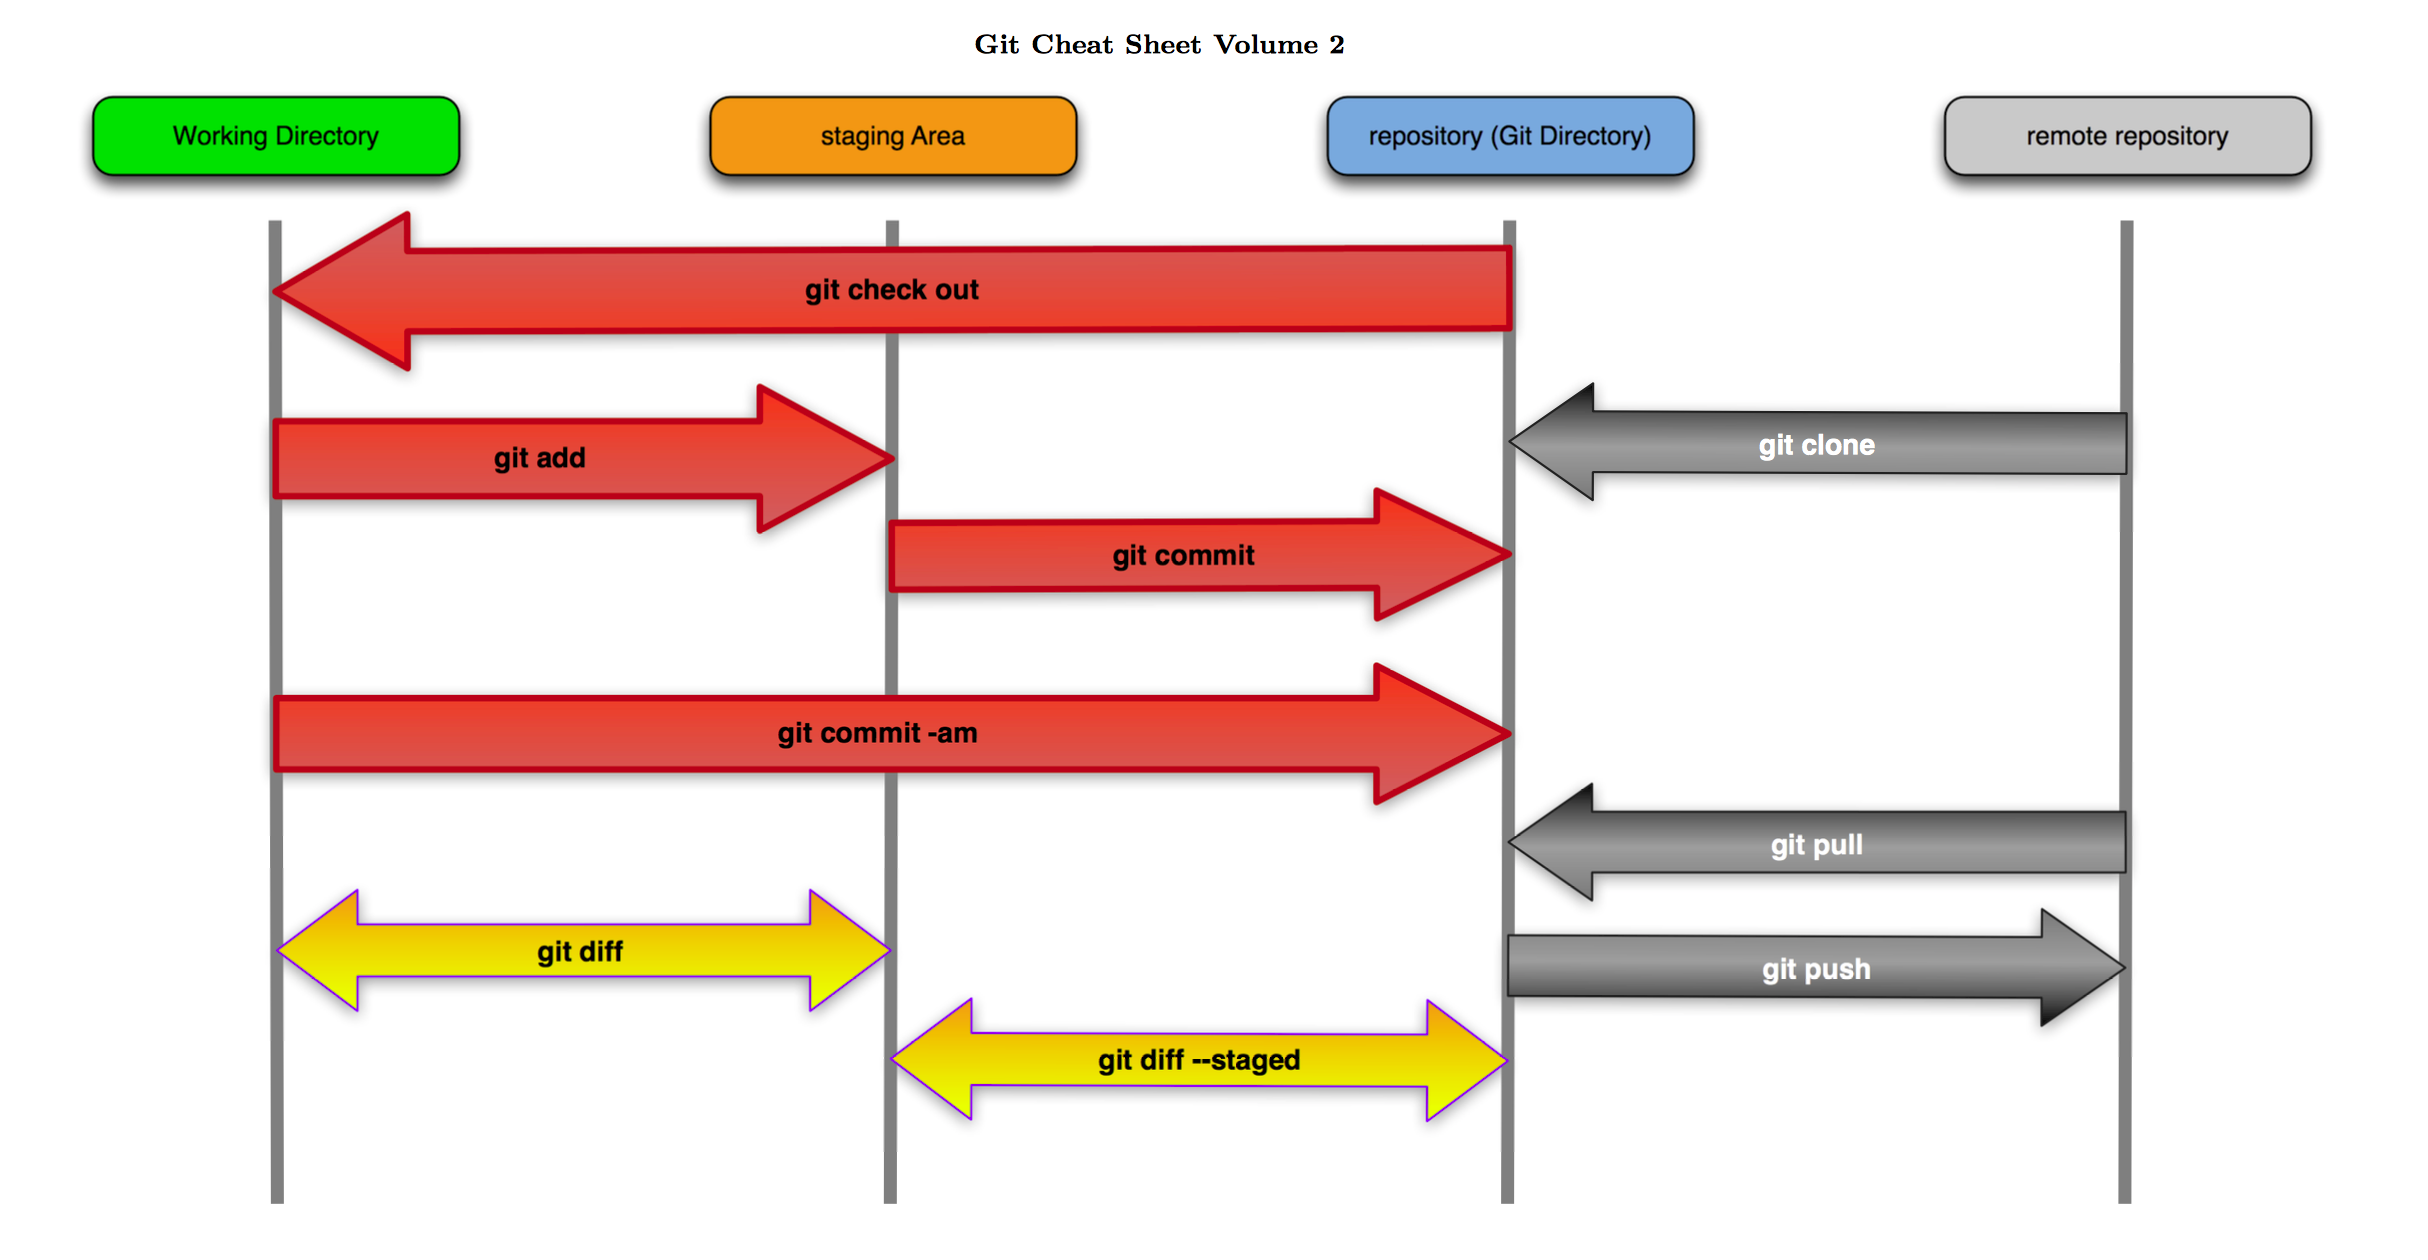 Git Cheat Sheet Volume 2
Working Directory
staging Area
repository (Git Directory)
remote repository
git check out
git add
git clone
git commit
git commit -am
git pull
git diff
git push
git diff --staged